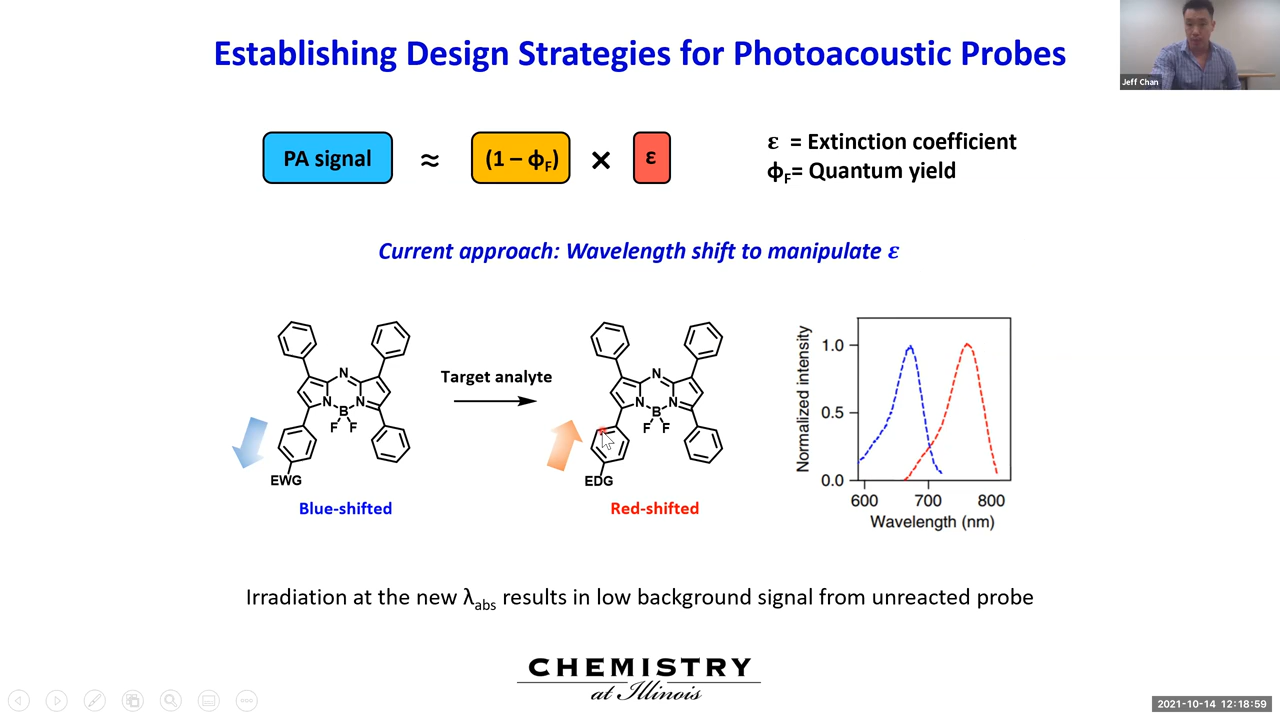 Establishing Design Strategies for Photoacoustic Probes
Jeff Chan
PA signal ≈ (1 – ϕF) × ε
ε = Extinction coefficient
ϕF= Quantum yield
Current approach: Wavelength shift to manipulate ε
N
N
N
B
F
F
EWG
Blue-shifted
Target analyte
N
N
N
B
F
F
EDG
Red-shifted
Normalized intensity
1.0
0.5
0.0
600 700 800
Wavelength (nm)
Irradiation at the new λabs results in low background signal from unreacted probe
CHEMISTRY
at Illinois
2021-10-14 12:18:59